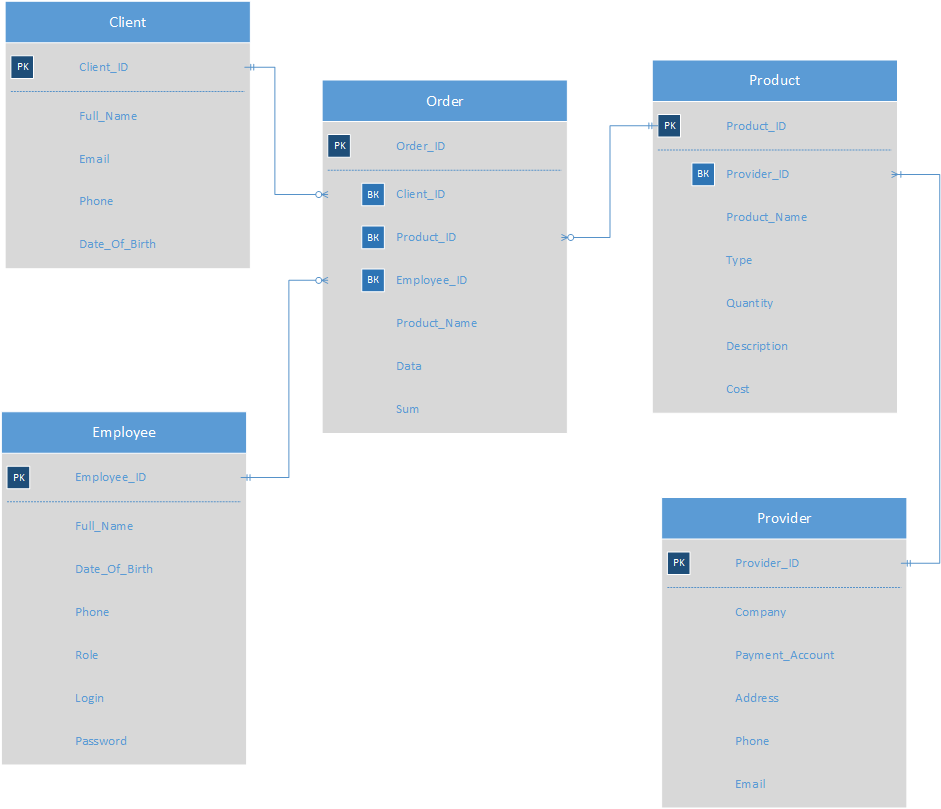 Client
PK Client_ID
Full_Name
Email
Phone
Date_Of_Birth
Order
PK Order_ID
BK Client_ID
BK Product_ID
BK Employee_ID
Product_Name
Data
Sum
Product
PK Product_ID
BK Provider_ID
Product_Name
Type
Quantity
Description
Cost
Employee
PK Employee_ID
Full_Name
Date_Of_Birth
Phone
Role
Login
Password
Provider
PK Provider_ID
Company
Payment_Account
Address
Phone
Email